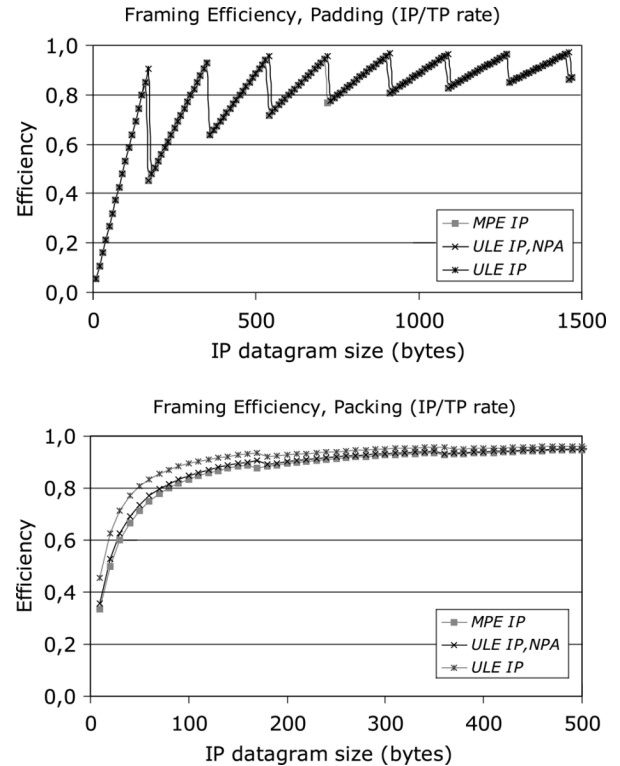 Framing Efficiency, Padding (IP/TP rate)
Efficiency
1,0
0,8
0,6
0,4
0,2
0,0
0
500
1000
1500
IP datagram size (bytes)
MPE IP
ULE IP,NPA
ULE IP
Framing Efficiency, Packing (IP/TP rate)
Efficiency
1,0
0,8
0,6
0,4
0,2
0,0
0
100
200
300
400
500
IP datagram size (bytes)
MPE IP
ULE IP,NPA
ULE IP